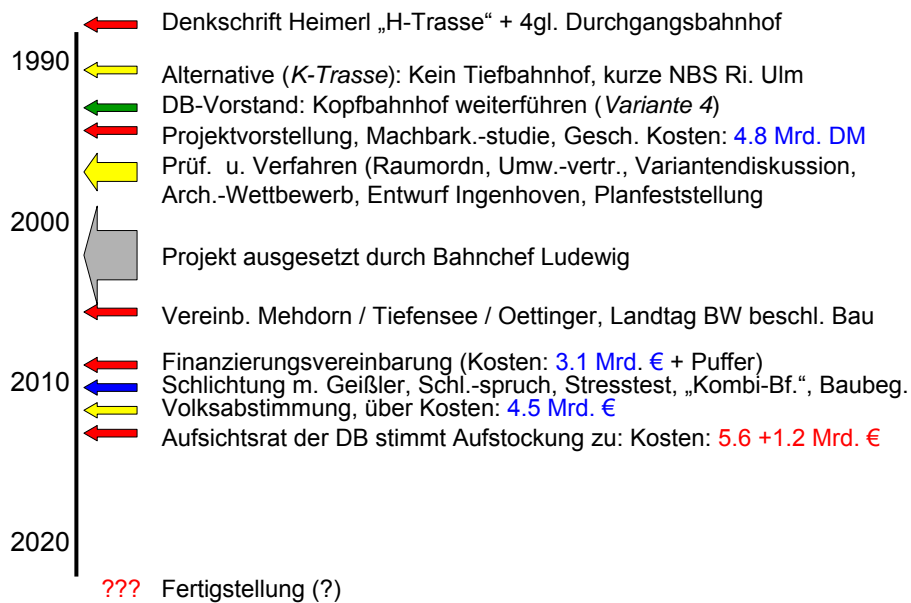 Denkschrift Heimerl „H-Trasse“ + 4gl. Durchgangsbahnhof
1990
Alternative (K-Trasse): Kein Tiefbahnhof, kurze NBS Ri. Ulm
DB-Vorstand: Kopfbahnhof weiterführen (Variante 4)
Projektvorstellung, Machbark.-studie, Gesch. Kosten: 4.8 Mrd. DM
Prüf. u. Verfahren (Raumordn, Umw.-vertr., Variantendiskussion,
Arch.-Wettbewerb, Entwurf Ingenhoven, Planfeststellung
2000
Projekt ausgesetzt durch Bahnchef Ludewig
Vereinb. Mehdorn / Tiefensee / Oettinger, Landtag BW beschl. Bau
Finanzierungsvereinbarung (Kosten: 3.1 Mrd. € + Puffer)
2010
Schlichtung m. Geißler, Schl.-spruch, Stresstest, „Kombi-Bf.“, Baubeg.
Volksabstimmung, über Kosten: 4.5 Mrd. €
Aufsichtsrat der DB stimmt Aufstockung zu: Kosten: 5.6 +1.2 Mrd. €
2020
??? Fertigstellung (?)